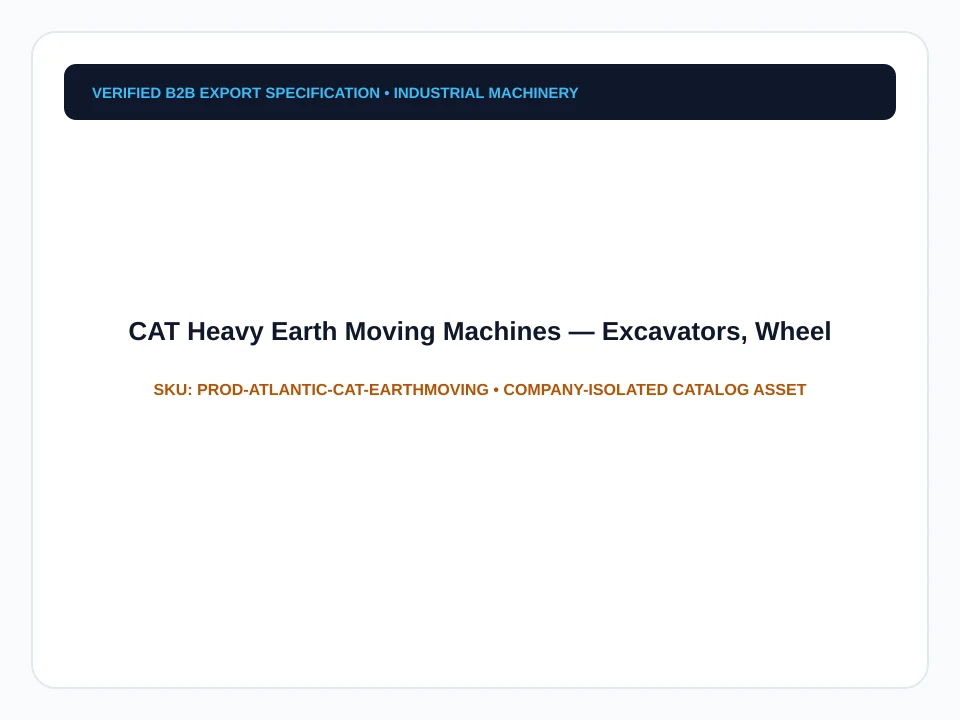 VERIFIED B2B EXPORT SPECIFICATION • INDUSTRIAL MACHINERY
CAT Heavy Earth Moving Machines — Excavators, Wheel
SKU: PROD-ATLANTIC-CAT-EARTHMOVING • COMPANY-ISOLATED CATALOG ASSET